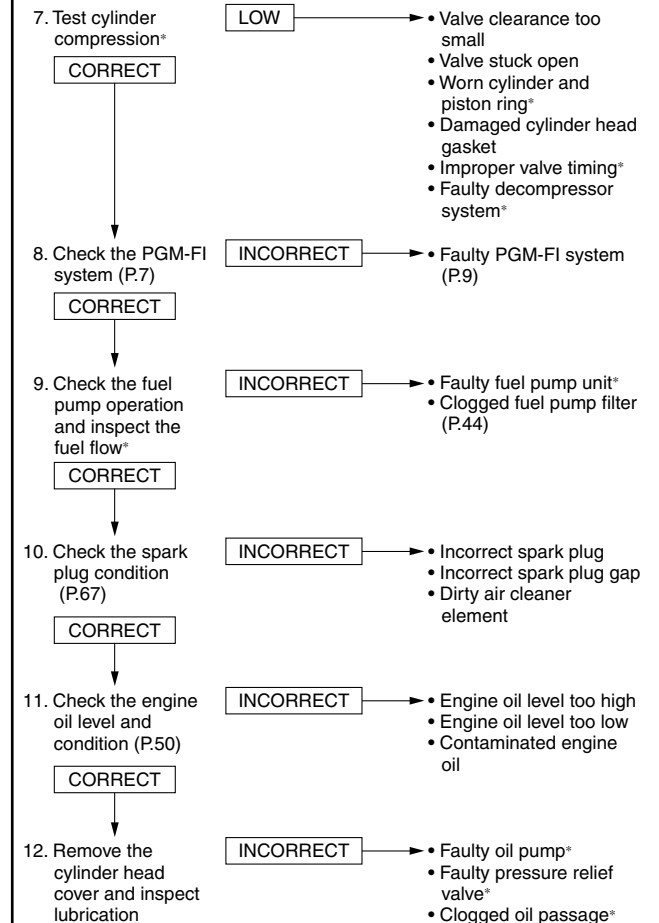 7. Test cylinder
compression*
LOW
• Valve clearance too
small
• Valve stuck open
• Worn cylinder and
piston ring*
• Damaged cylinder head
gasket
• Improper valve timing*
• Faulty decompressor
system*
CORRECT
8. Check the PGM-FI
system (P.7)
INCORRECT
• Faulty PGM-FI system
(P.9)
CORRECT
9. Check the fuel
pump operation
and inspect the
fuel flow*
INCORRECT
• Faulty fuel pump unit*
• Clogged fuel pump filter
(P.44)
CORRECT
10. Check the spark
plug condition
(P.67)
INCORRECT
• Incorrect spark plug
• Incorrect spark plug gap
• Dirty air cleaner
element
CORRECT
11. Check the engine
oil level and
condition (P.50)
INCORRECT
• Engine oil level too high
• Engine oil level too low
• Contaminated engine
oil
CORRECT
12. Remove the
cylinder head
cover and inspect
lubrication
INCORRECT
• Faulty oil pump*
• Faulty pressure relief
valve*
• Clogged oil passage*